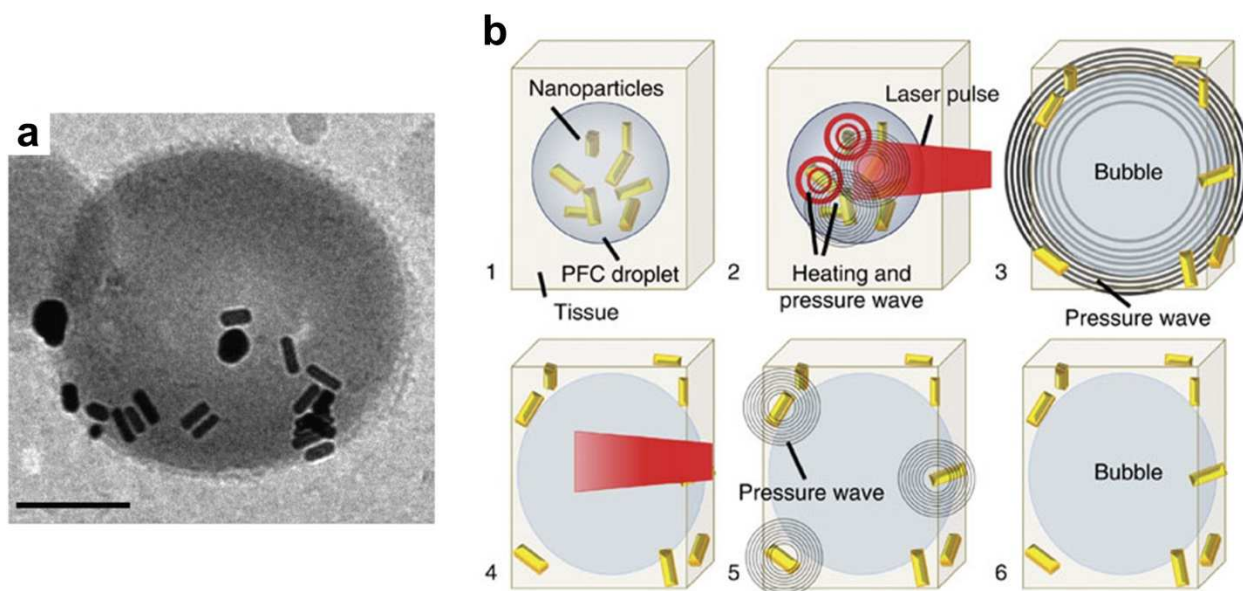 a
b
Nanoparticles
PFC droplet
Tissue
1
Laser pulse
Heating and
pressure wave
2
Bubble
Pressure wave
3
4
Pressure wave
5
Bubble
6